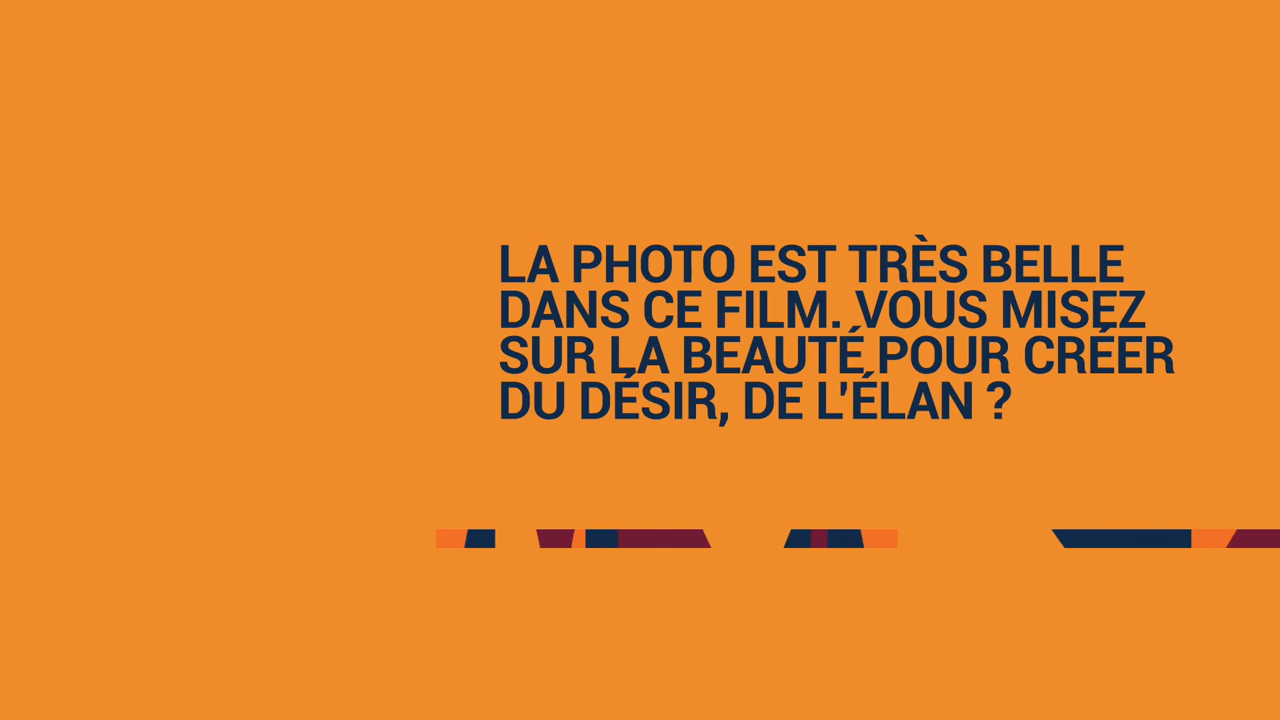 LA PHOTO EST TRÈS BELLE
DANS CE FILM. VOUS MISEZ
SUR LA BEAUTÉ POUR CRÉER
DU DÉSIR, DE L'ÉLAN ?